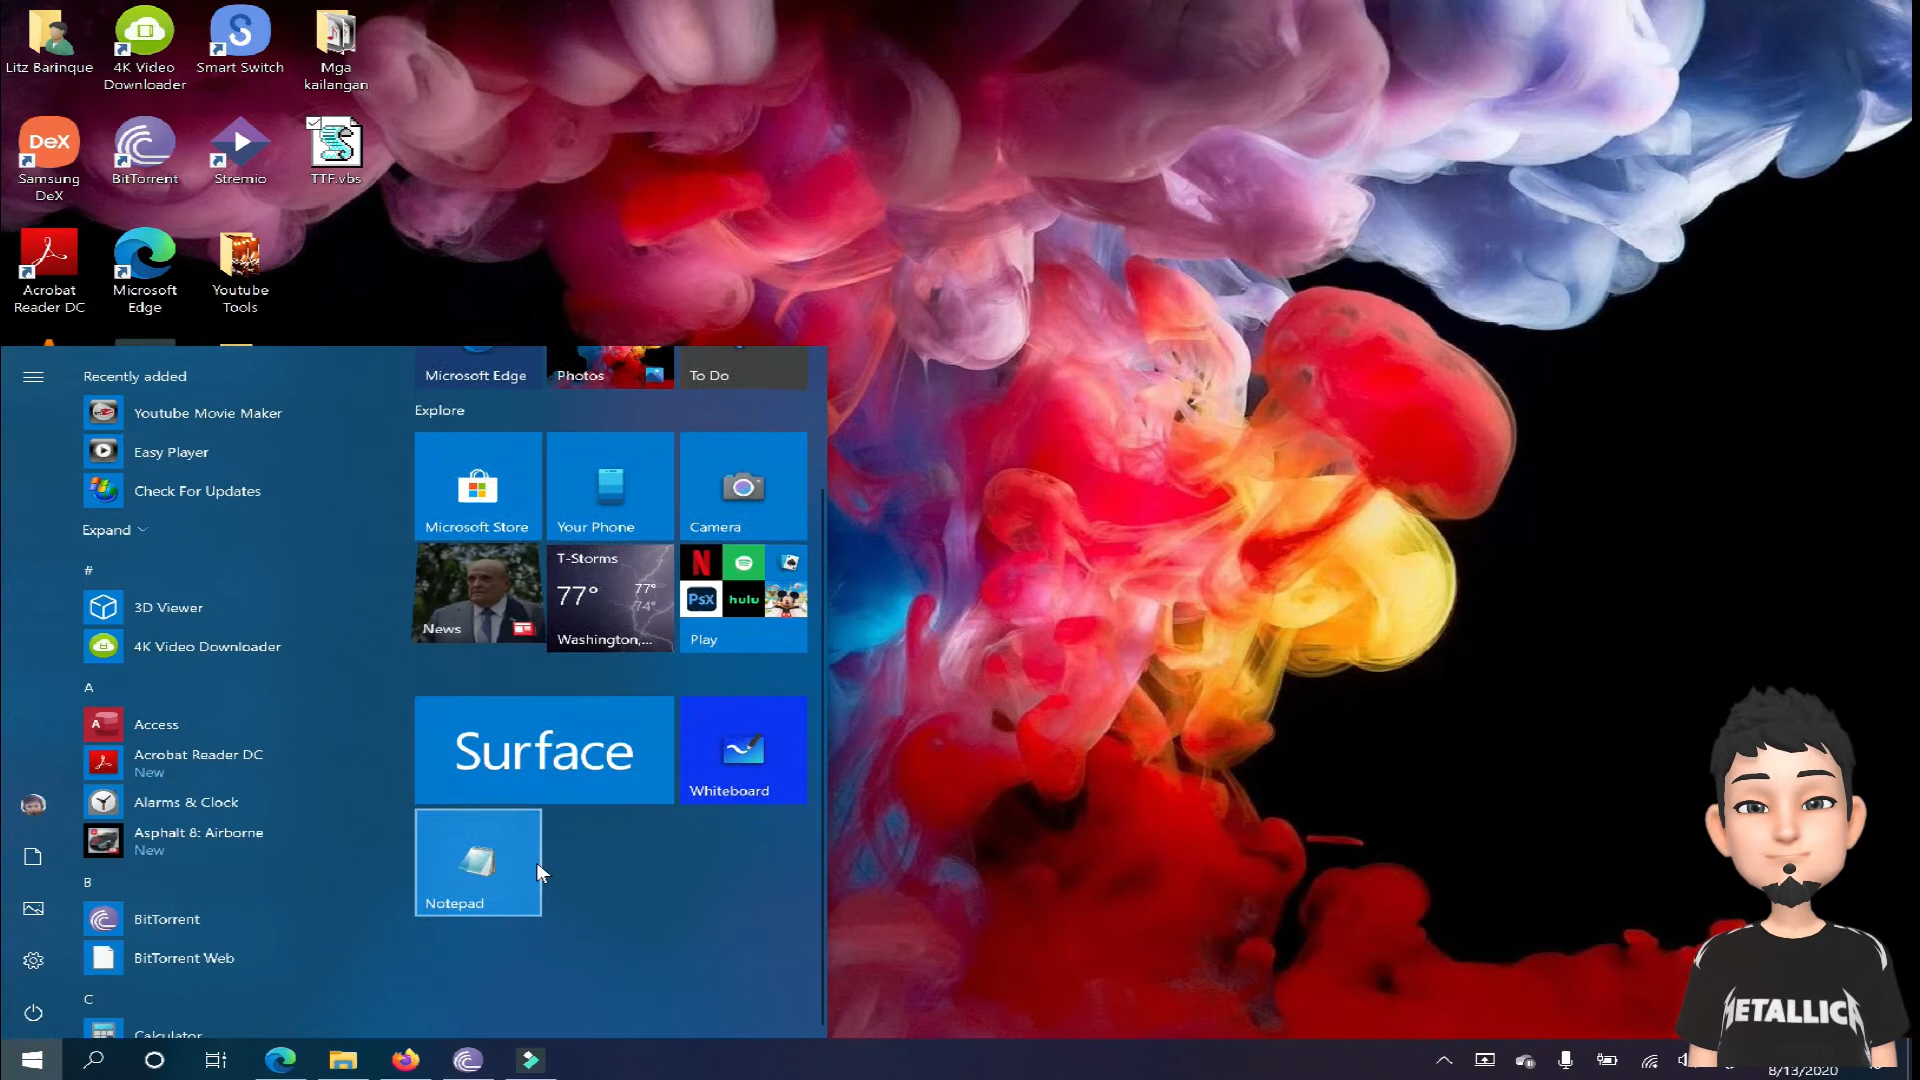 Litz Barinque
4K Video
Downloader
Smart Switch
Mga
kailangan
DeX
Samsung
DeX
BitTorrent
Stremio
TTF.vbs
Acrobat
Reader DC
Microsoft
Edge
Youtube
Tools
Recently added
Youtube Movie Maker
Easy Player
Check For Updates
Expand
#
3D Viewer
4K Video Downloader
A
Access
Acrobat Reader DC
New
Alarms & Clock
Asphalt 8: Airborne
New
B
BitTorrent
BitTorrent Web
C
Calculator
Microsoft Edge
Photos
To Do
Explore
Microsoft Store
Your Phone
Camera
News
T-Storms
77°
77°
74°
Washington,...
PsX
hulu
Play
Surface
Whiteboard
Notepad
METALLICA
8/13/2020